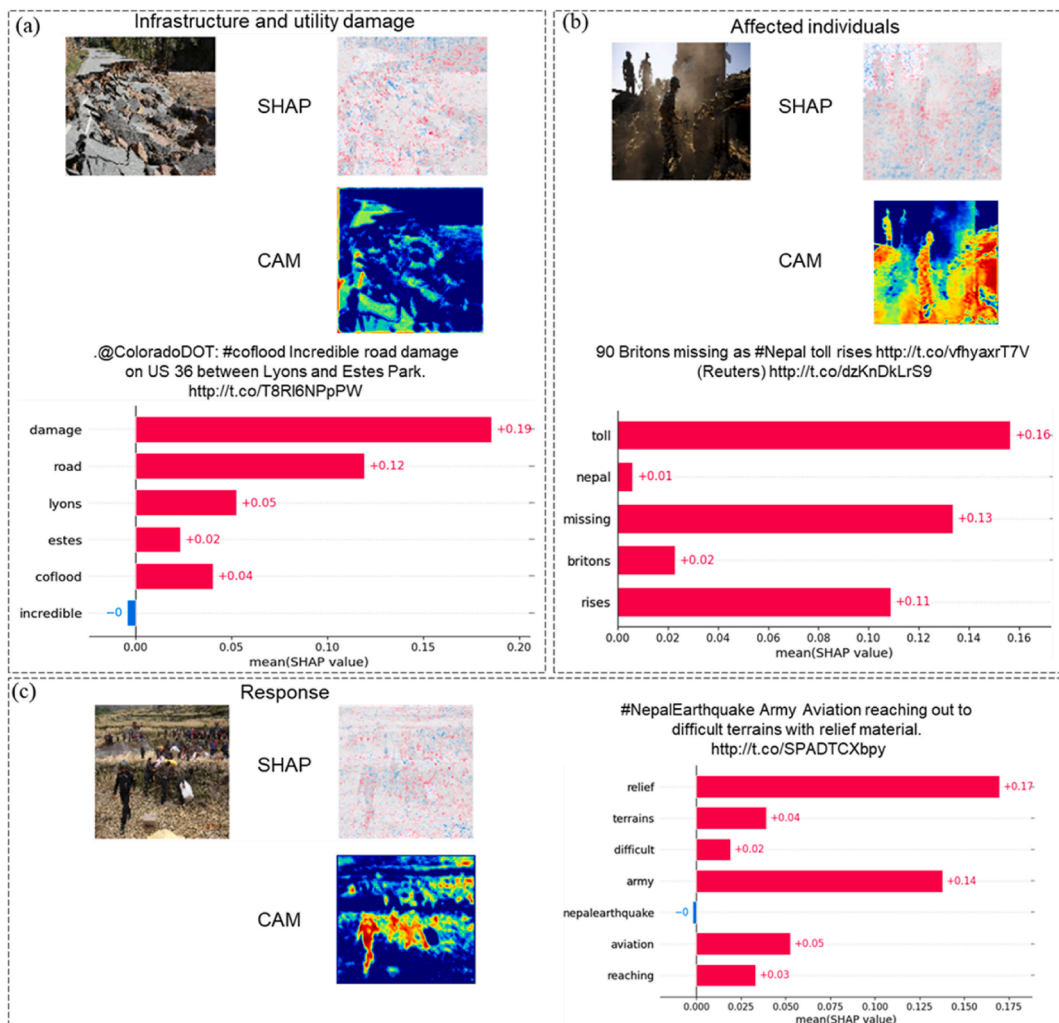 (a)
Infrastructure and utility damage
SHAP
CAM
.@ColoradoDOT: #coflood Incredible road damage
on US 36 between Lyons and Estes Park.
http://t.co/T8Rl6NPpPW
damage
+0.19
road
+0.12
lyons
+0.05
estes
+0.02
coflood
+0.04
incredible
−0
0.00 0.05 0.10 0.15 0.20
mean(SHAP value)
(b)
Affected individuals
SHAP
CAM
90 Britons missing as #Nepal toll rises http://t.co/vfhyaxrT7V
(Reuters) http://t.co/dzKnDkLrS9
toll
+0.16
nepal
+0.01
missing
+0.13
britons
+0.02
rises
+0.11
0.00 0.02 0.04 0.06 0.08 0.10 0.12 0.14 0.16
mean(SHAP value)
(c)
Response
SHAP
CAM
#NepalEarthquake Army Aviation reaching out to
difficult terrains with relief material.
http://t.co/SPADTCXbpy
relief
+0.17
terrains
+0.04
difficult
+0.02
army
+0.14
nepalearthquake
−0
aviation
+0.05
reaching
+0.03
0.000 0.025 0.050 0.075 0.100 0.125 0.150 0.175
mean(SHAP value)